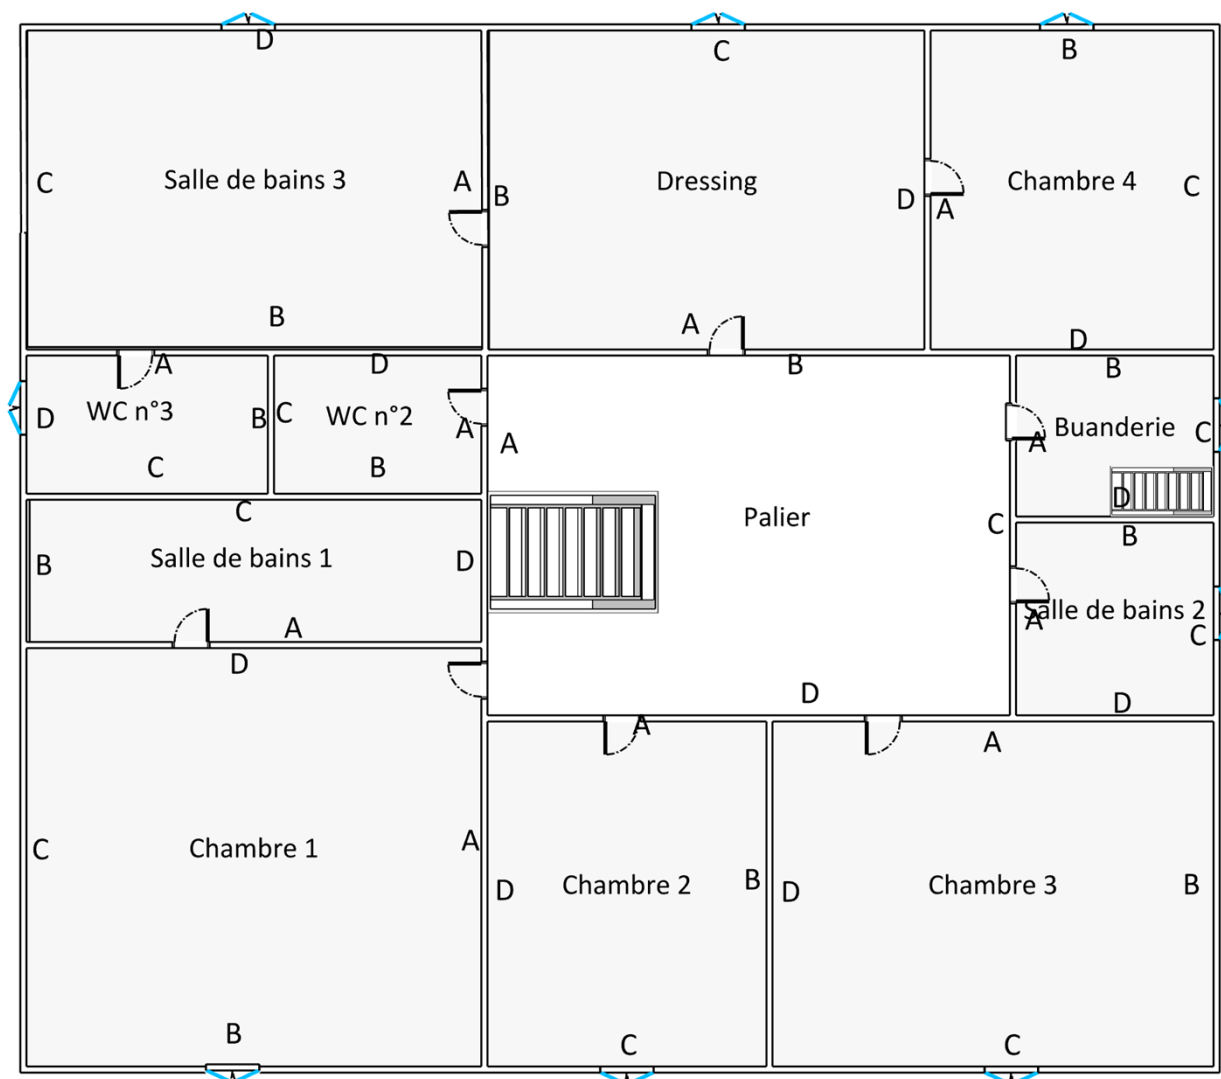 D
C
B
C
Salle de bains 3
A
B
Dressing
D
A
Chambre 4
C
B
A
D
A
D
B
B
D
WC n°3
B
C
WC n°2
A
A
A
Buanderie
C
C
B
D
C
Palier
C
B
B
Salle de bains 1
D
A
Salle de bains 2
A
C
D
D
D
A
A
C
Chambre 1
A
D
Chambre 2
B
D
Chambre 3
B
B
C
C